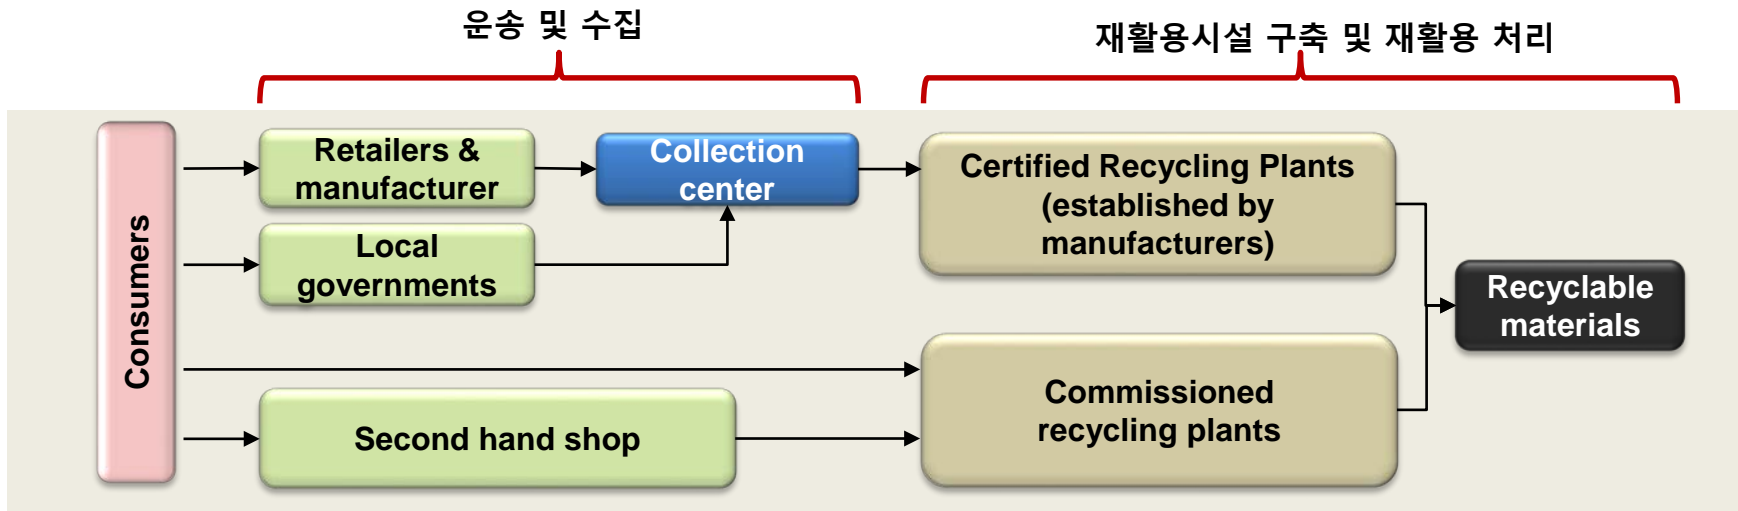 운송 및 수집
재활용시설 구축 및 재활용 처리
Consumers
Retailers &
manufacturer
Collection
center
Certified Recycling Plants
(established by
manufacturers)
Local
governments
Recyclable
materials
Commissioned
recycling plants
Second hand shop